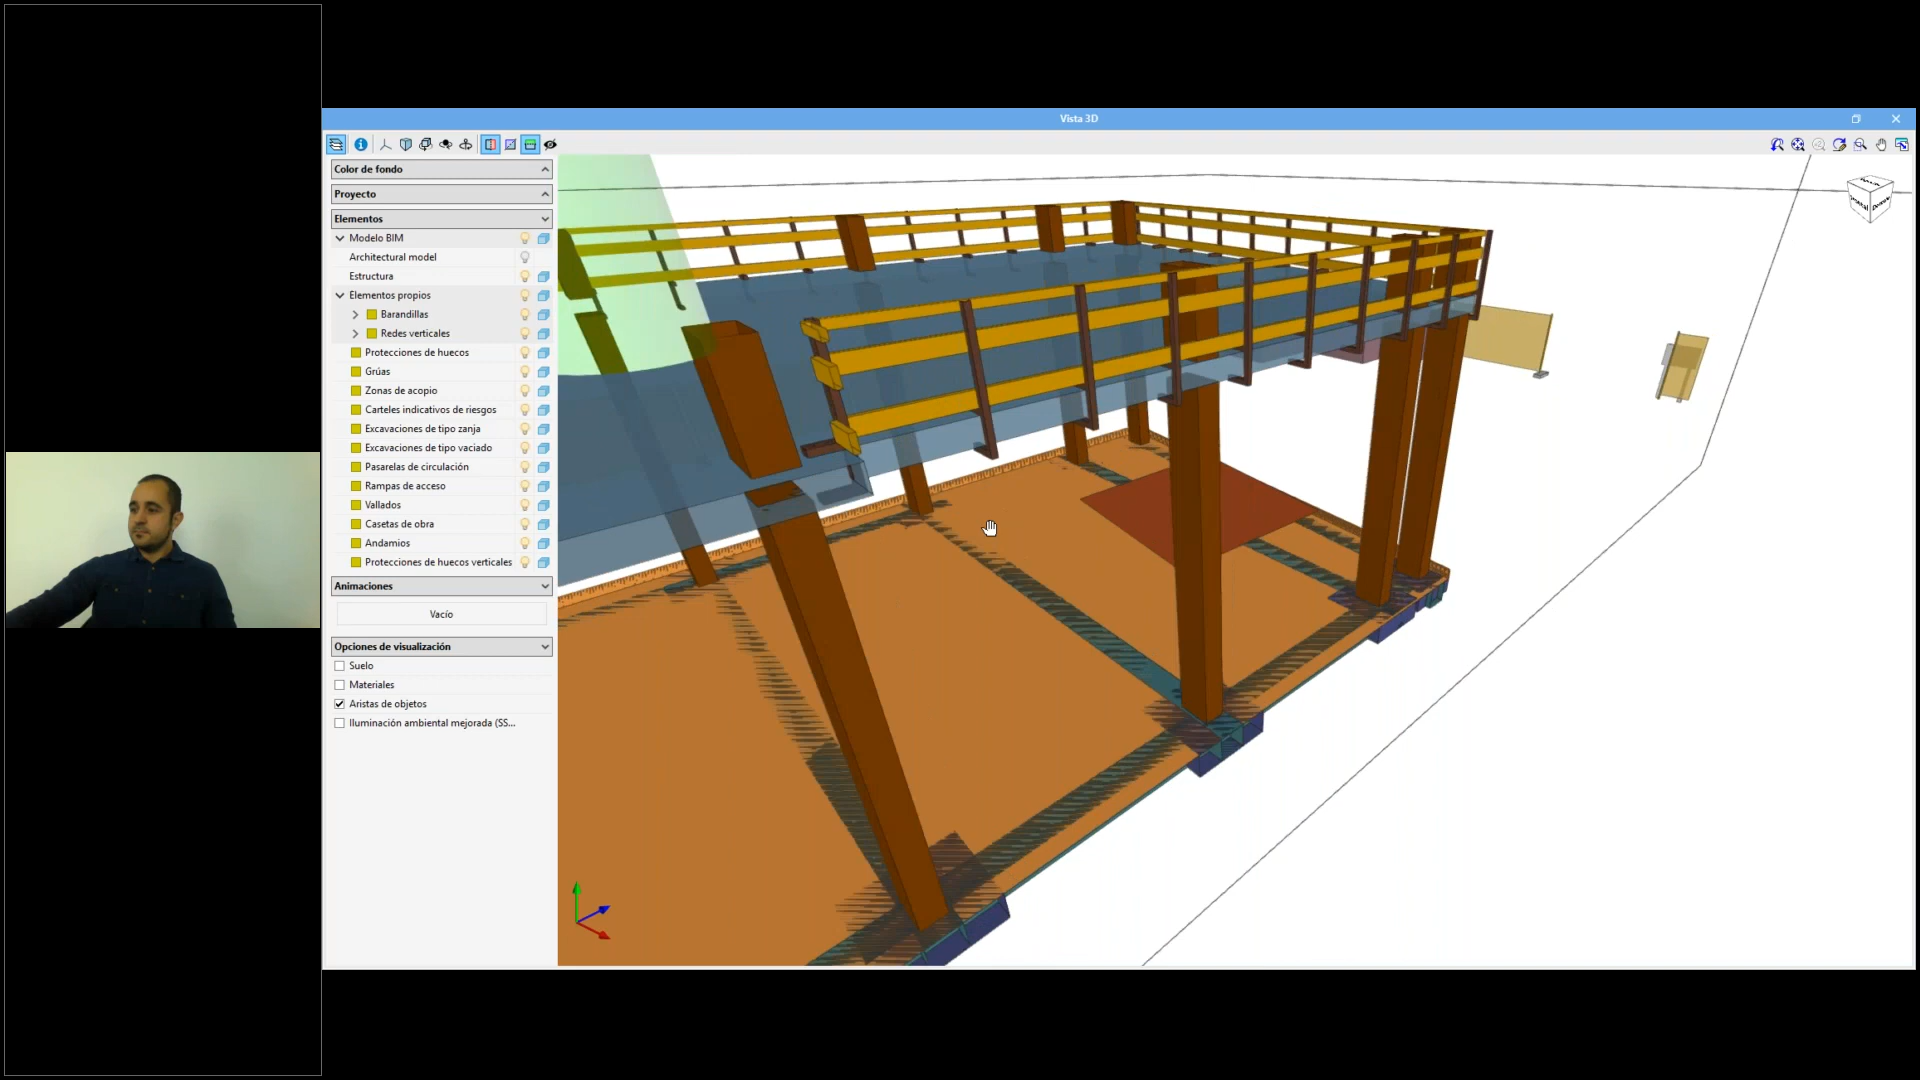 Vista 3D
Color de fondo
Proyecto
Elementos
Modelo BIM
Architectural model
Estructura
Elementos propios
Barandillas
Redes verticales
Protecciones de huecos
Grúas
Zonas de acopio
Carteles indicativos de riesgos
Excavaciones de tipo zanja
Excavaciones de tipo vaciado
Pasarelas de circulación
Rampas de acceso
Vallados
Casetas de obra
Andamios
Protecciones de huecos verticales
Animaciones
Vacío
Opciones de visualización
Suelo
Materiales
Aristas de objetos
Iluminación ambiental mejorada (SS...